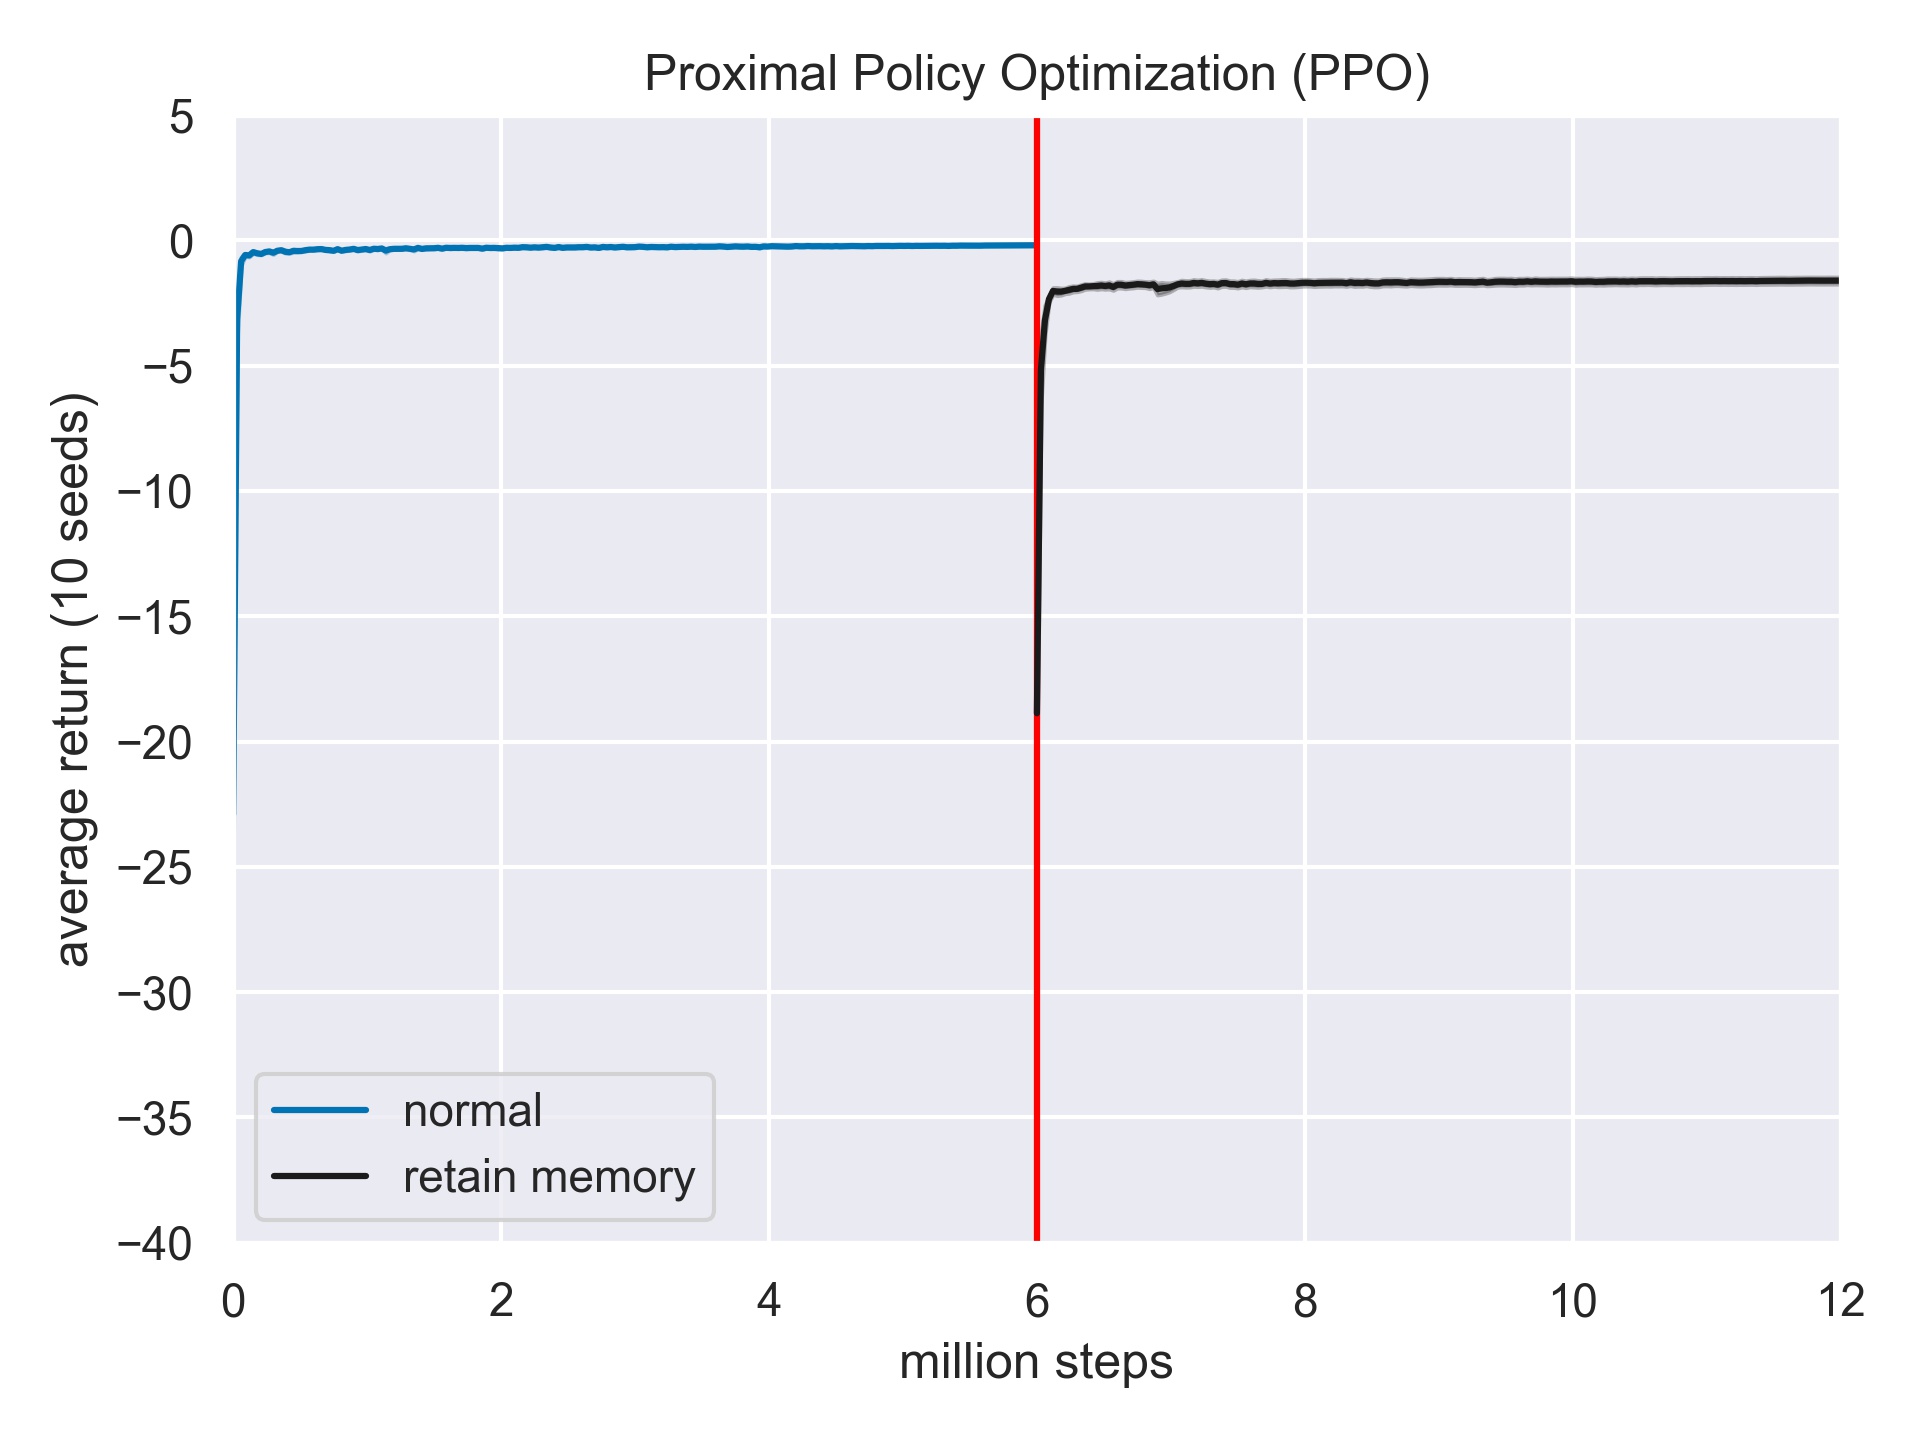 Proximal Policy Optimization (PPO)
5
0
−5
−10
−15
−20
−25
−30
−35
−40
average return (10 seeds)
normal
retain memory
0 2 4 6 8 10 12
million steps